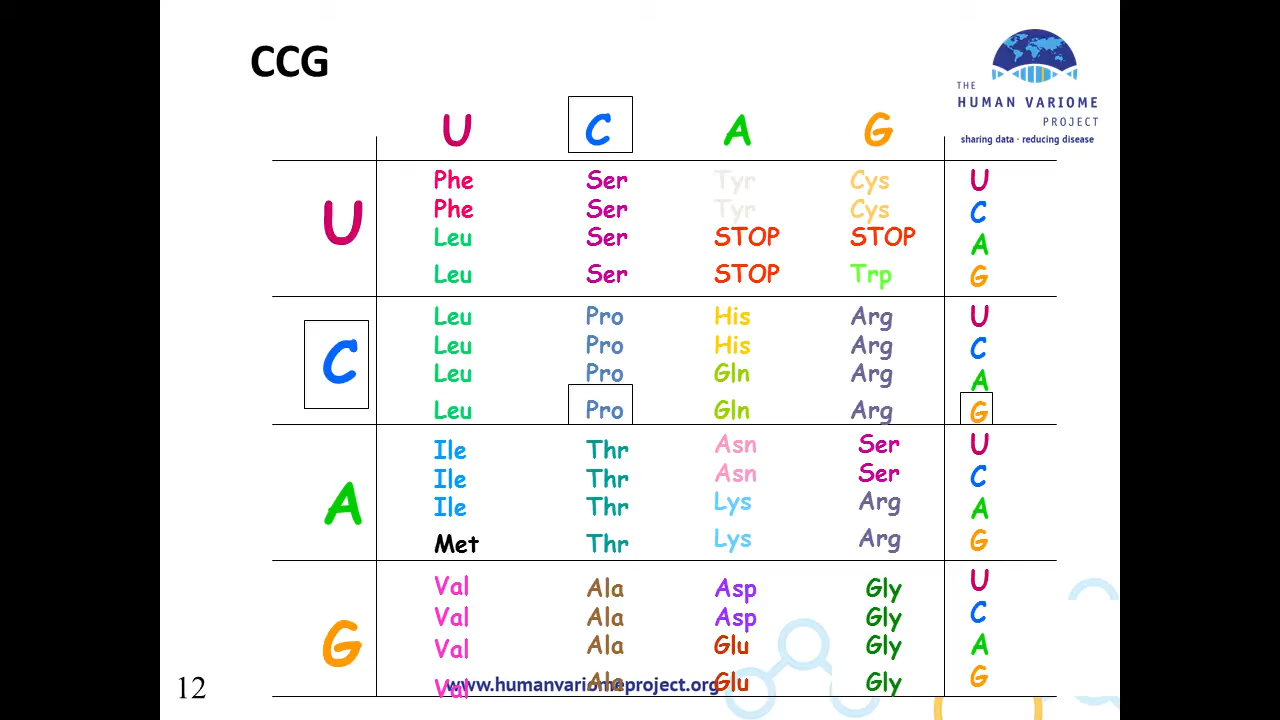 CCG
THE
HUMAN VARIOME
PROJECT
sharing data · reducing disease
U C A G
U
Phe Ser Tyr Cys U
Phe Ser Tyr Cys C
Leu Ser STOP STOP A
Leu Ser STOP Trp G
C
Leu Pro His Arg U
Leu Pro His Arg C
Leu Pro Gln Arg A
Leu Pro Gln Arg G
A
Ile Thr Asn Ser U
Ile Thr Asn Ser C
Ile Thr Lys Arg A
Met Thr Lys Arg G
G
Val Ala Asp Gly U
Val Ala Asp Gly C
Val Ala Glu Gly A
Val Ala Glu Gly G
www.humanvariomeproject.org
12